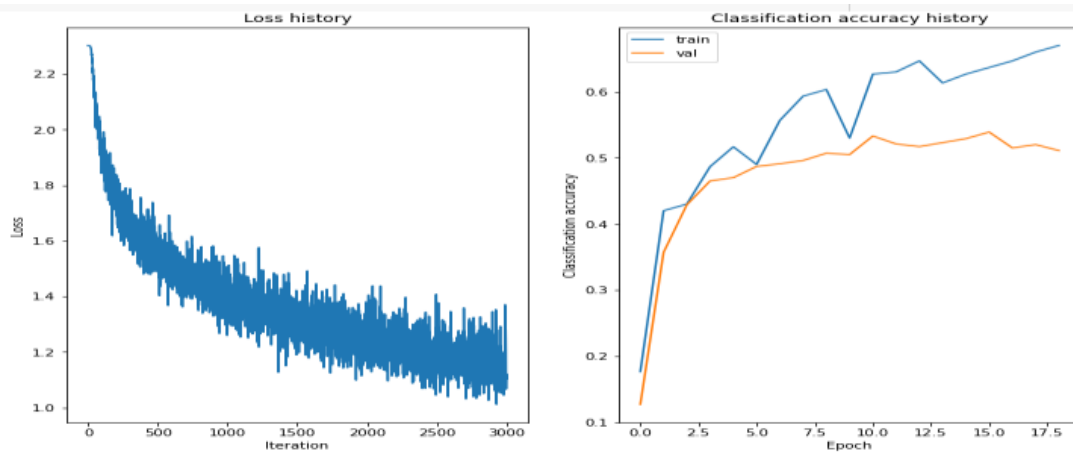 Loss history
2.2
2.0
1.8
1.6
1.4
1.2
1.0
Loss
0 500 1000 1500 2000 2500 3000
Iteration
Classification accuracy history
train
val
0.6
0.5
0.4
0.3
0.2
0.1
Classification accuracy
0.0 2.5 5.0 7.5 10.0 12.5 15.0 17.5
Epoch